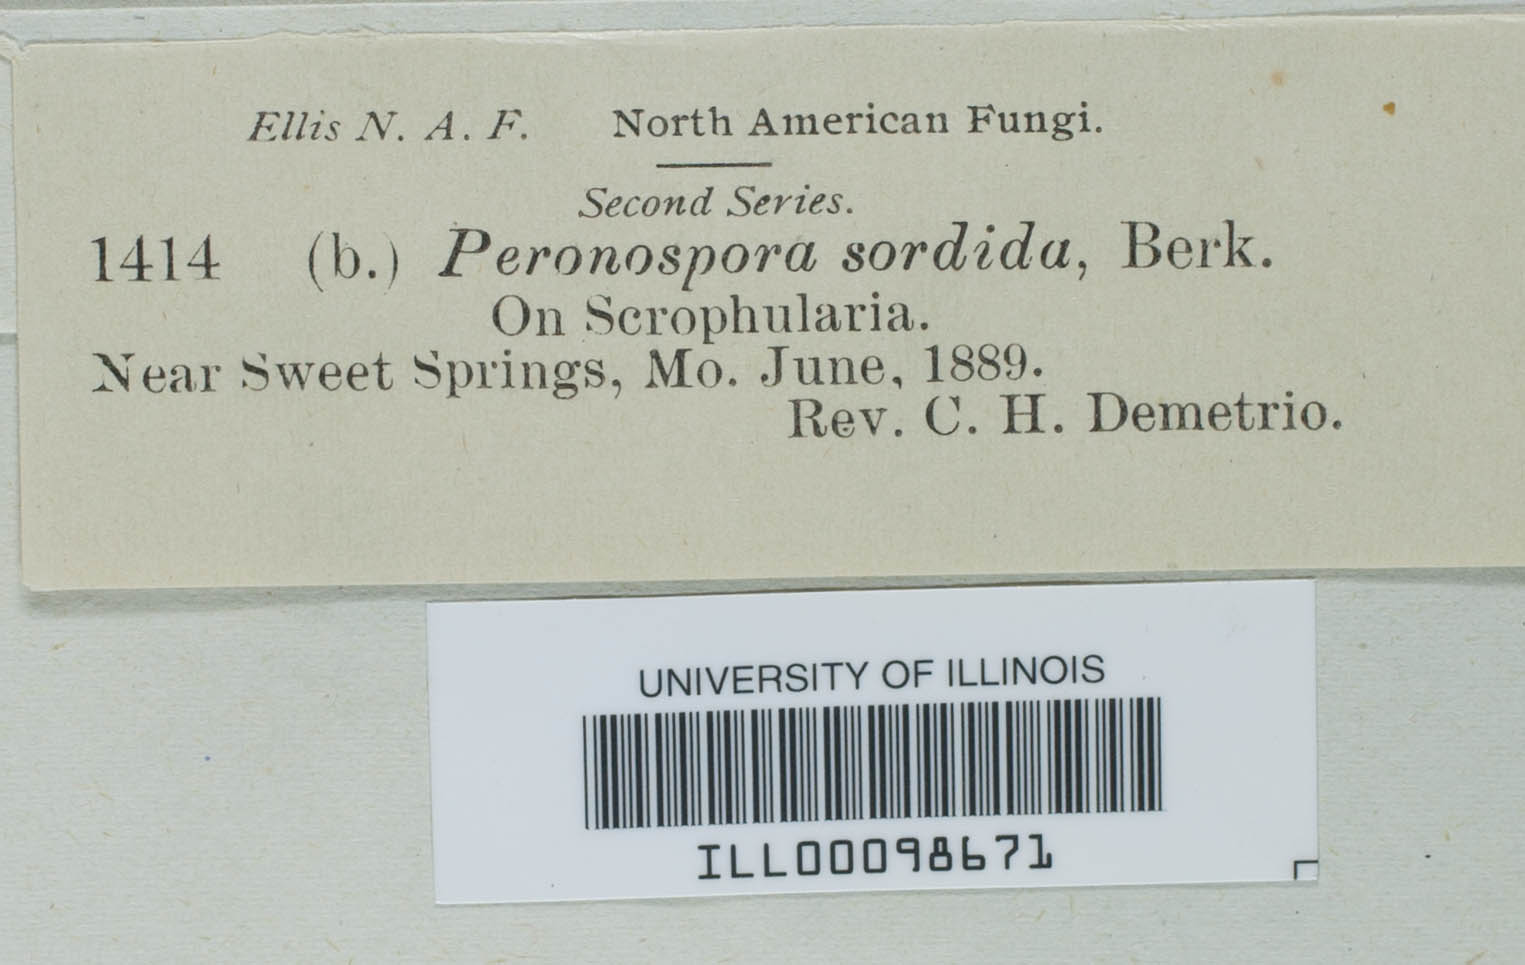 Ellis N. A. F. North American Fungi.
Second Series.
1414 (b.) Peronospora sordida, Berk.
On Scrophularia.
Near Sweet Springs, Mo. June, 1889.
Rev. C. H. Demetrio.
UNIVERSITY OF ILLINOIS
ILL00098671